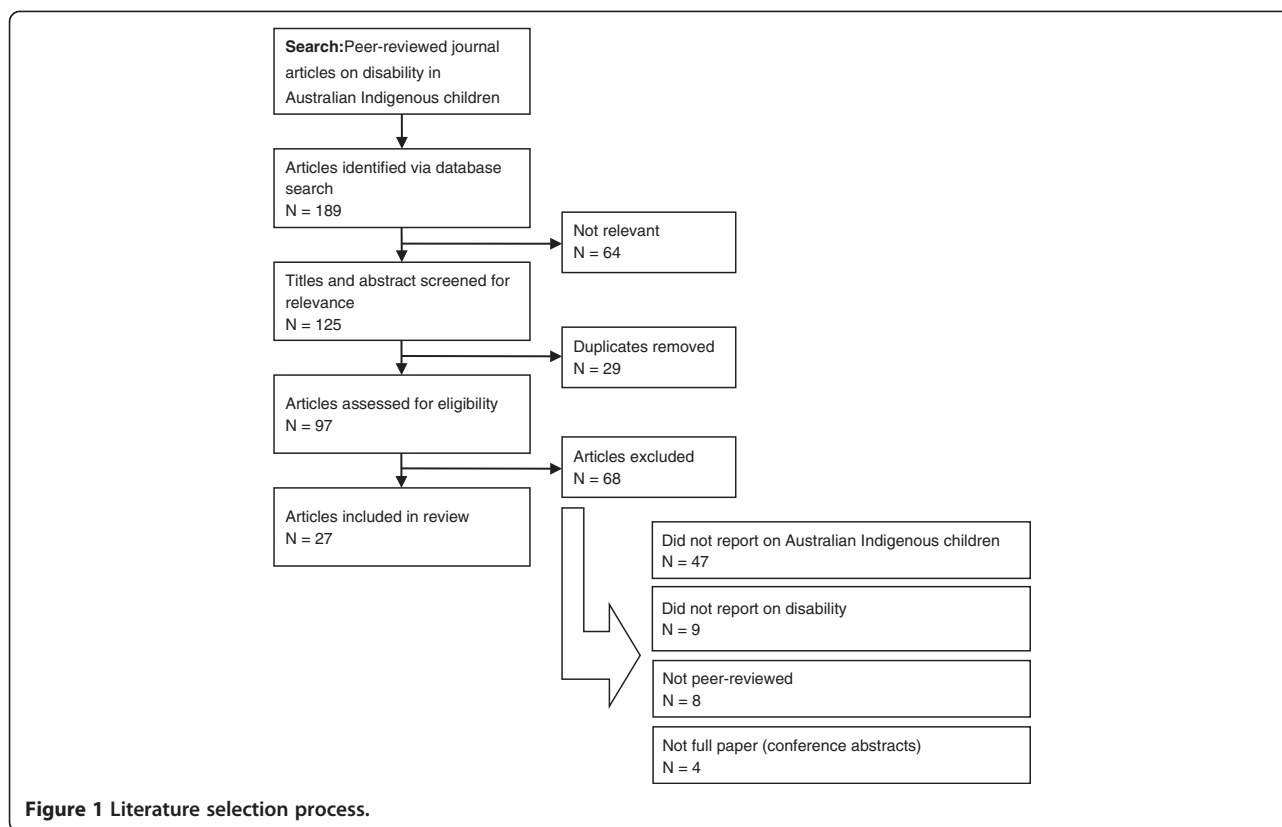 Search:Peer-reviewed journal
articles on disability in
Australian Indigenous children
Articles identified via database
search
N = 189
Not relevant
N = 64
Titles and abstract screened for
relevance
N = 125
Duplicates removed
N = 29
Articles assessed for eligibility
N = 97
Articles excluded
N = 68
Articles included in review
N = 27
Did not report on Australian Indigenous children
N = 47
Did not report on disability
N = 9
Not peer-reviewed
N = 8
Not full paper (conference abstracts)
N = 4
Figure 1 Literature selection process.